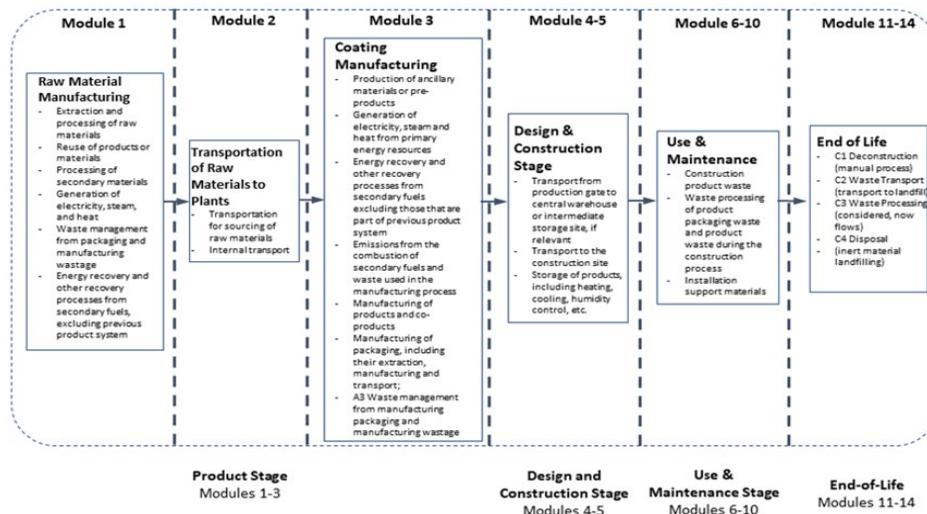 Module 1
Module 2
Module 3
Module 4-5
Module 6-10
Module 11-14
Raw Material
Manufacturing
- Extraction and
processing of raw
materials
- Reuse of products or
materials
- Processing of
secondary materials
- Generation of
electricity, steam,
and heat
- Waste management
from packaging and
manufacturing
wastage
- Energy recovery and
other recovery
processes from
secondary fuels,
excluding previous
product system
Transportation
of Raw
Materials to
Plants
- Transportation
for sourcing of
raw materials
- Internal transport
Coating
Manufacturing
- Production of ancillary
materials or pre-
products
- Generation of
electricity, steam and
heat from primary
energy resources
- Energy recovery and
other recovery processes
from secondary fuels
excluding those that are
part of previous product
system
- Emissions from the
combustion of
secondary fuels and
waste used in the
manufacturing process
- Manufacturing of
products and co-
products
- Manufacturing of
packaging, including
their extraction,
manufacturing and
transport;
- A3 Waste management
from manufacturing
packaging and
manufacturing wastage
Design &
Construction
Stage
- Transport from
production gate to
central warehouse
or intermediate
storage site, if
relevant
- Transport to the
construction site
- Storage of products,
including heating,
cooling, humidity
control, etc.
Use &
Maintenance
- Construction
product waste
- Waste processing of
product
packaging waste
and product
waste during the
construction
process
- Installation
support materials
End of Life
- C1 Deconstruction
(manual process)
- C2 Waste Transport
(transport to landfill)
- C3 Waste Processing
(considered, now
flows)
- C4 Disposal
- (inert material
landfilling)
Product Stage
Modules 1-3
Design and
Construction Stage
Modules 4-5
Use &
Maintenance Stage
Modules 6-10
End-of-Life
Modules 11-14